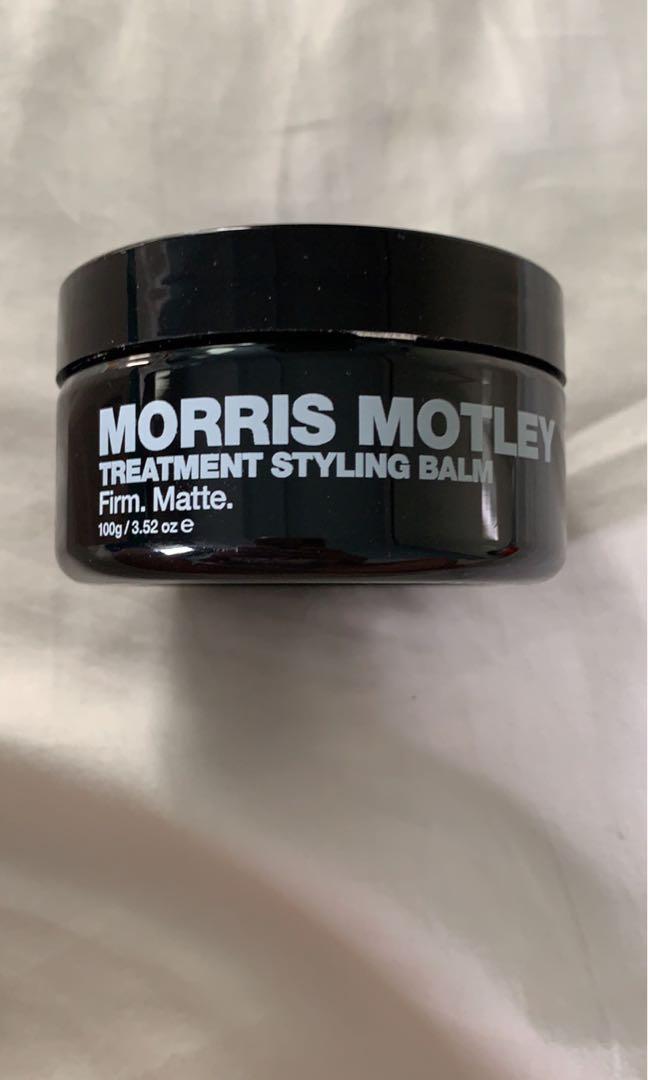 MORRIS MOTLEY
TREATMENT STYLING BALM
Firm. Matte.
100g / 3.52 oz e